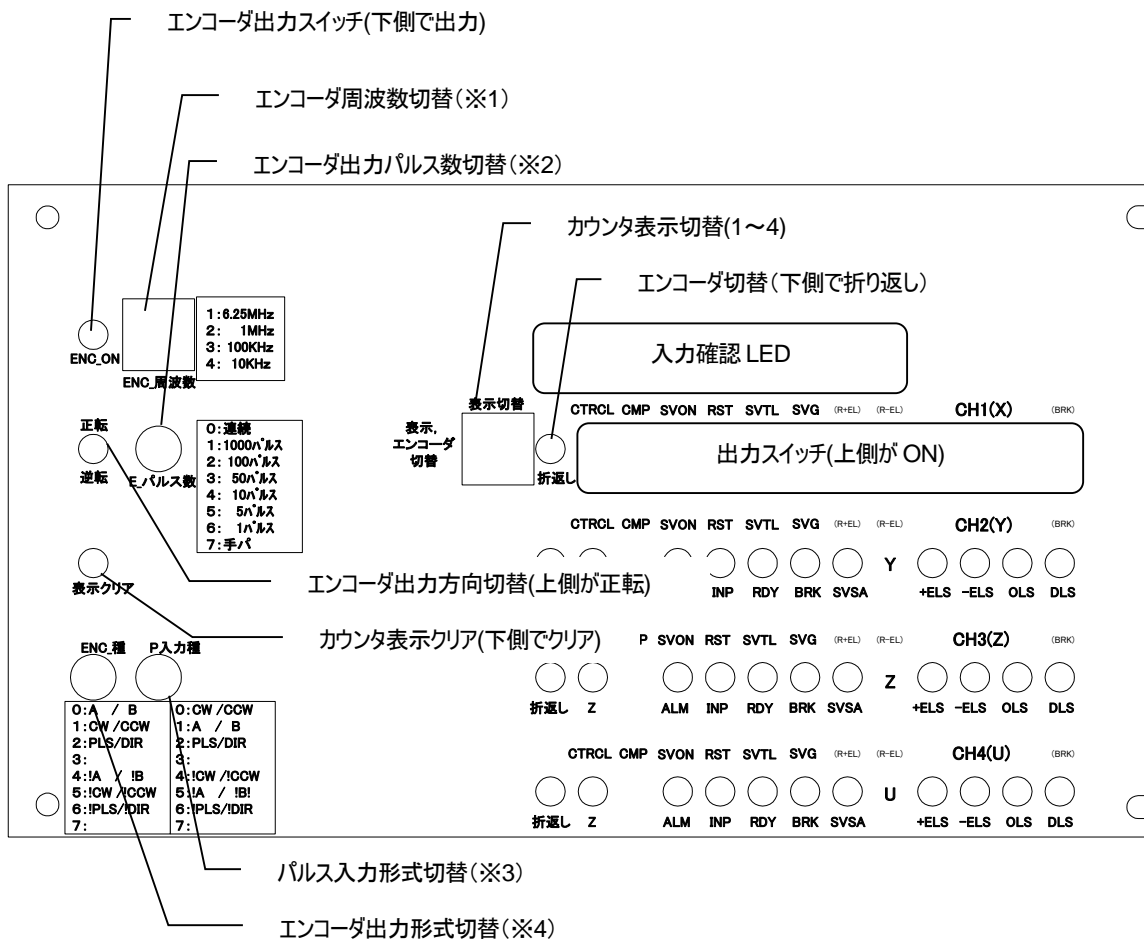 エンコーダ出力スイッチ(下側で出力)
エンコーダ周波数切替(※1)
エンコーダ出力パルス数切替(※2)
カウンタ表示切替(1~4)
エンコーダ切替(下側で折り返し)
ENC_ON
ENC_周波数
1:6.25MHz
2: 1MHz
3: 100KHz
4: 10KHz
入力確認 LED
表示切替
表示,
エンコーダ
切替
折返し
CTRCL CMP SVON RST SVTL SVG (R+EL) (R-EL) CH1(X) (BRK)
出力スイッチ(上側が ON)
正転
逆転
E_パルス数
0:連続
1:1000パルス
2: 100パルス
3: 50パルス
4: 10パルス
5: 5パルス
6: 1パルス
7:手パ
CTRCL CMP SVON RST SVTL SVG (R+EL) (R-EL) CH2(Y) (BRK)
Y
INP RDY BRK SVSA +ELS -ELS OLS DLS
表示クリア
エンコーダ出力方向切替(上側が正転)
カウンタ表示クリア(下側でクリア)
P SVON RST SVTL SVG (R+EL) (R-EL) CH3(Z) (BRK)
Z
折返し Z ALM INP RDY BRK SVSA +ELS -ELS OLS DLS
ENC_種 P入力種
0:A / B 0:CW/CCW
1:CW/CCW 1:A / B
2:PLS/DIR 2:PLS/DIR
3: 3:
4:!A / !B 4:!CW/!CCW
5:!CW/!CCW 5:!A / !B!
6:!PLS/!DIR 6:!PLS/!DIR
7: 7:
CTRCL CMP SVON RST SVTL SVG (R+EL) (R-EL) CH4(U) (BRK)
U
折返し Z ALM INP RDY BRK SVSA +ELS -ELS OLS DLS
パルス入力形式切替(※3)
エンコーダ出力形式切替(※4)